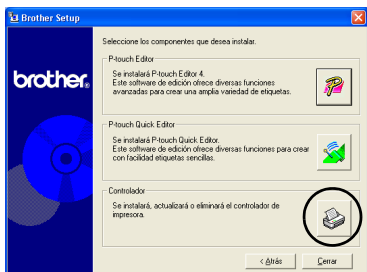 Brother Setup
Seleccione los componentes que desea instalar.
P-touch Editor
Se instalará P-touch Editor 4.
Este software de edición ofrece diversas funciones
avanzadas para crear una amplia variedad de etiquetas.
brother.
P-touch Quick Editor
Se instalará P-touch Quick Editor.
Este software de edición ofrece diversas funciones para crear
con facilidad etiquetas sencillas.
Controlador
Se instalará, actualizará o eliminará el controlador de
impresora.
< Atrás
Cerrar